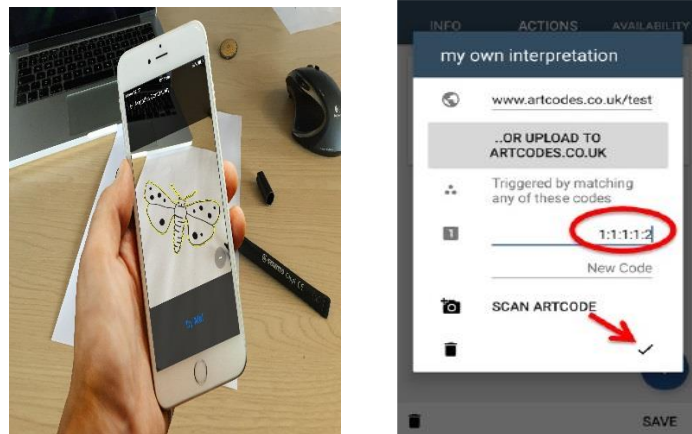 INFO ACTIONS AVAILABILITY
my own interpretation
www.artcodes.co.uk/test
..OR UPLOAD TO
ARTCODES.CO.UK
Triggered by matching
any of these codes
1
1:1:1:1:2
New Code
SCAN ARTCODE
SAVE